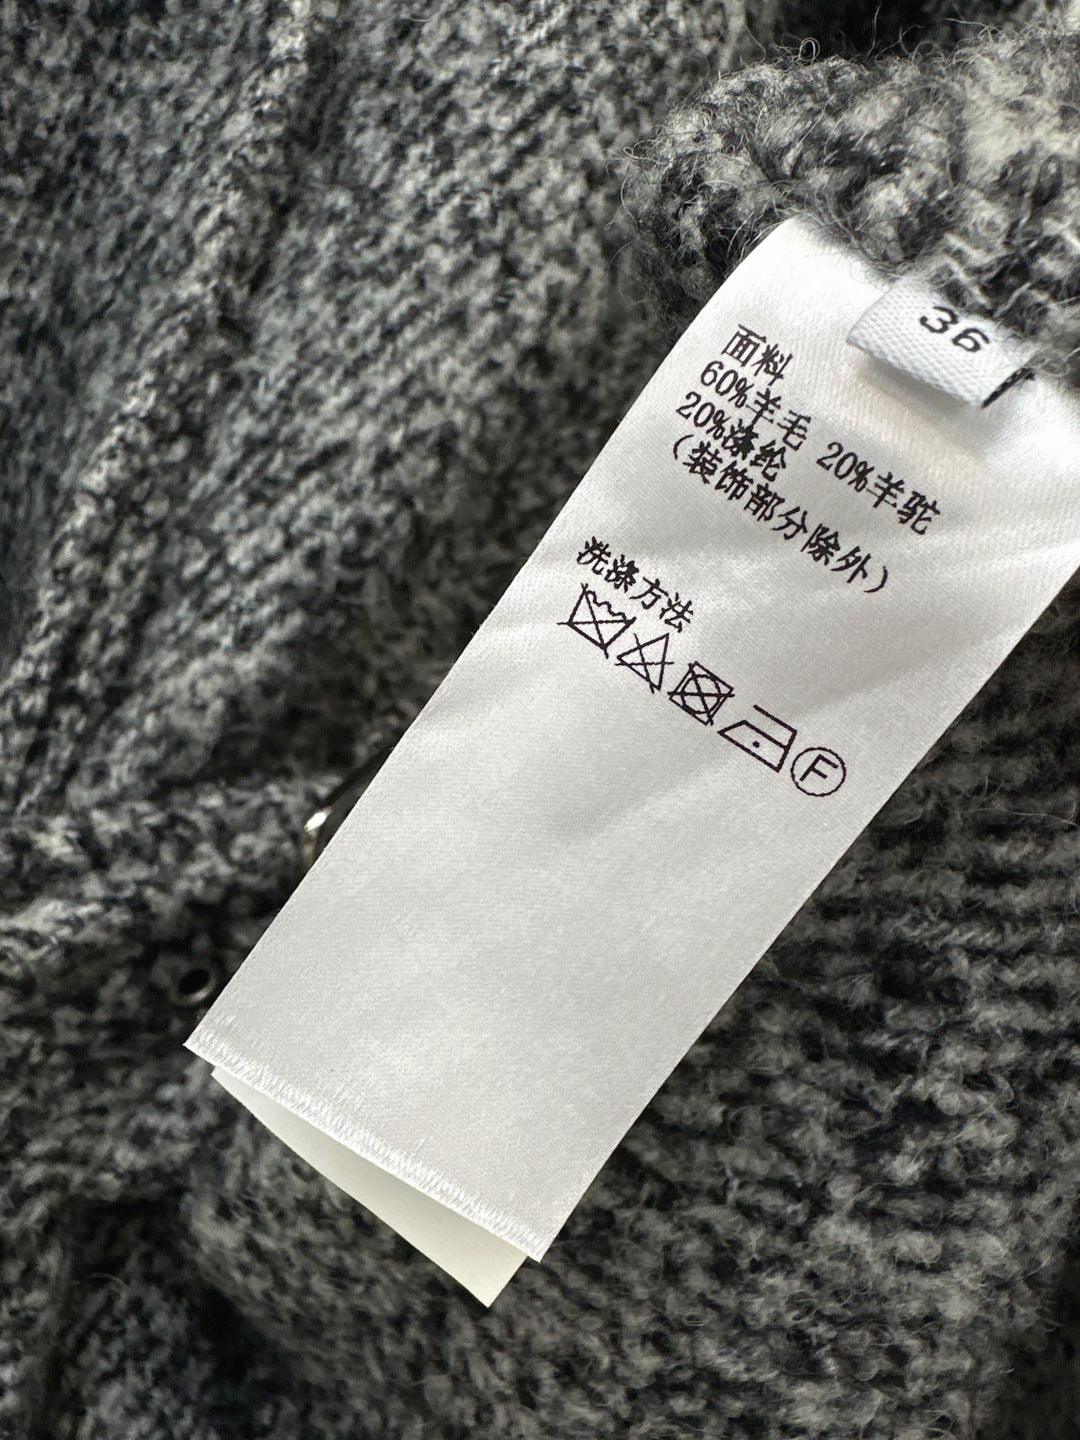 36
面料
60%羊毛 20%羊驼
20%涤纶
（装饰部分除外）
洗涤方法
F